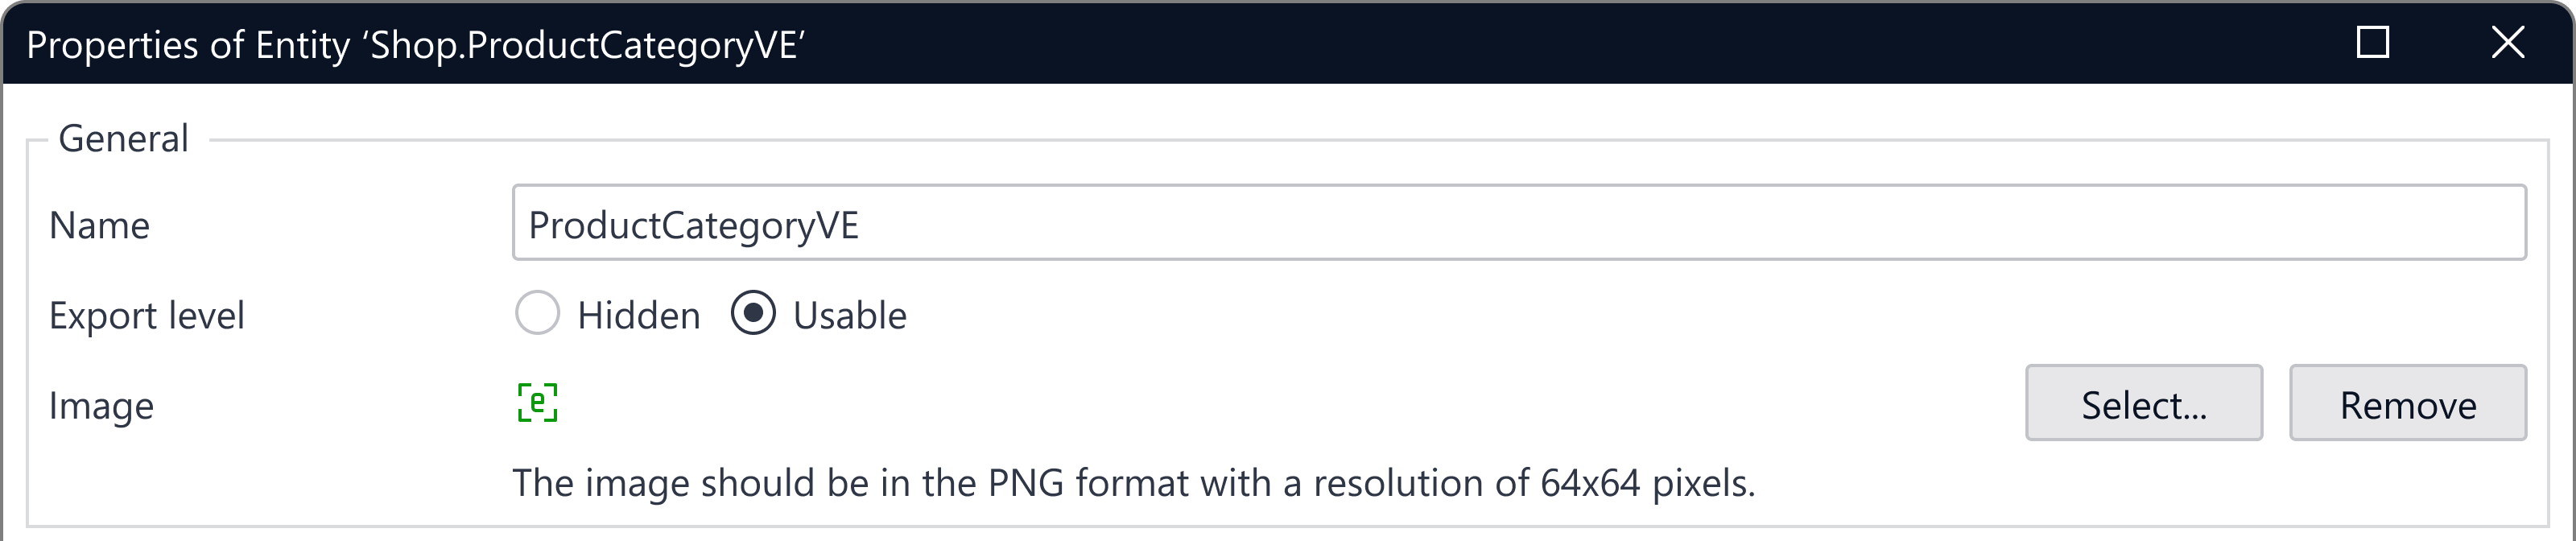 Properties of Entity ‘Shop.ProductCategoryVE’
General
Name ProductCategoryVE
Export level Hidden Usable
Image e Select... Remove
The image should be in the PNG format with a resolution of 64x64 pixels.